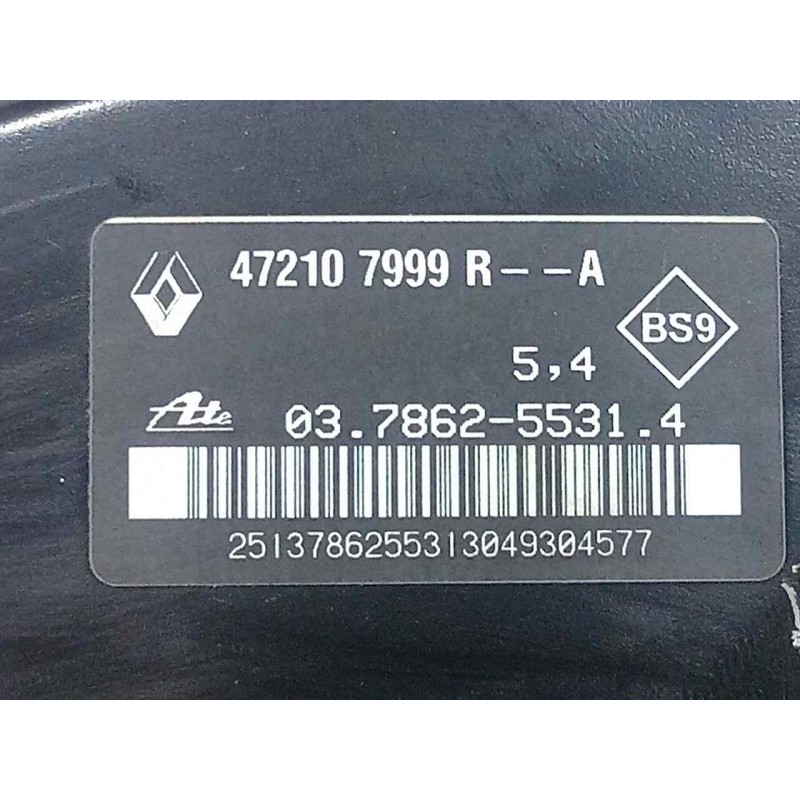 47210 7999 R--A
BS9
5,4
Ate 03.7862-5531.4
2513786255313049304577